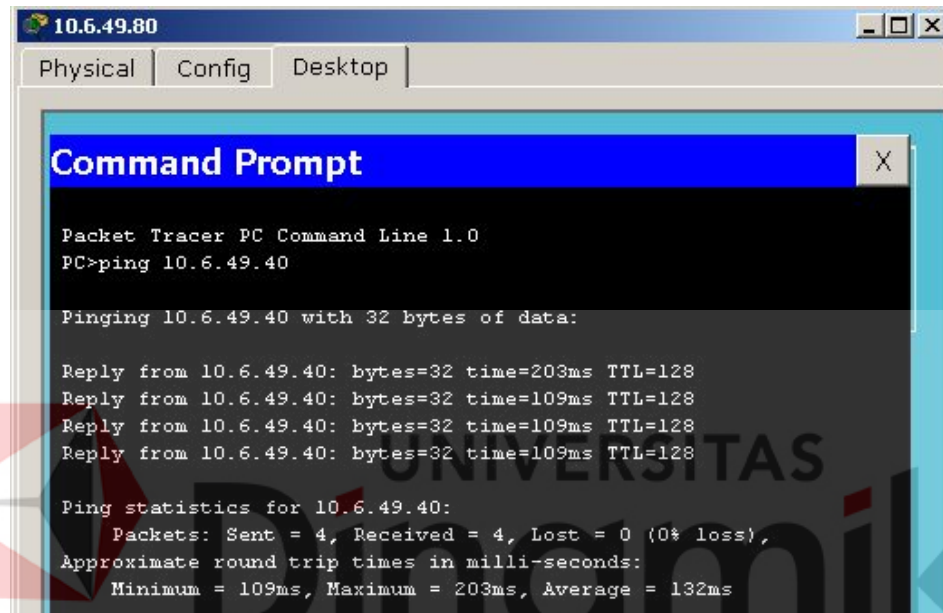 10.6.49.80
Physical Config Desktop
Command Prompt X
Packet Tracer PC Command Line 1.0
PC>ping 10.6.49.40
Pinging 10.6.49.40 with 32 bytes of data:
Reply from 10.6.49.40: bytes=32 time=203ms TTL=128
Reply from 10.6.49.40: bytes=32 time=109ms TTL=128
Reply from 10.6.49.40: bytes=32 time=109ms TTL=128
Reply from 10.6.49.40: bytes=32 time=109ms TTL=128
UNIVERSITAS
Dinamik
Ping statistics for 10.6.49.40:
Packets: Sent = 4, Received = 4, Lost = 0 (0% loss),
Approximate round trip times in milli-seconds:
Minimum = 109ms, Maximum = 203ms, Average = 132ms